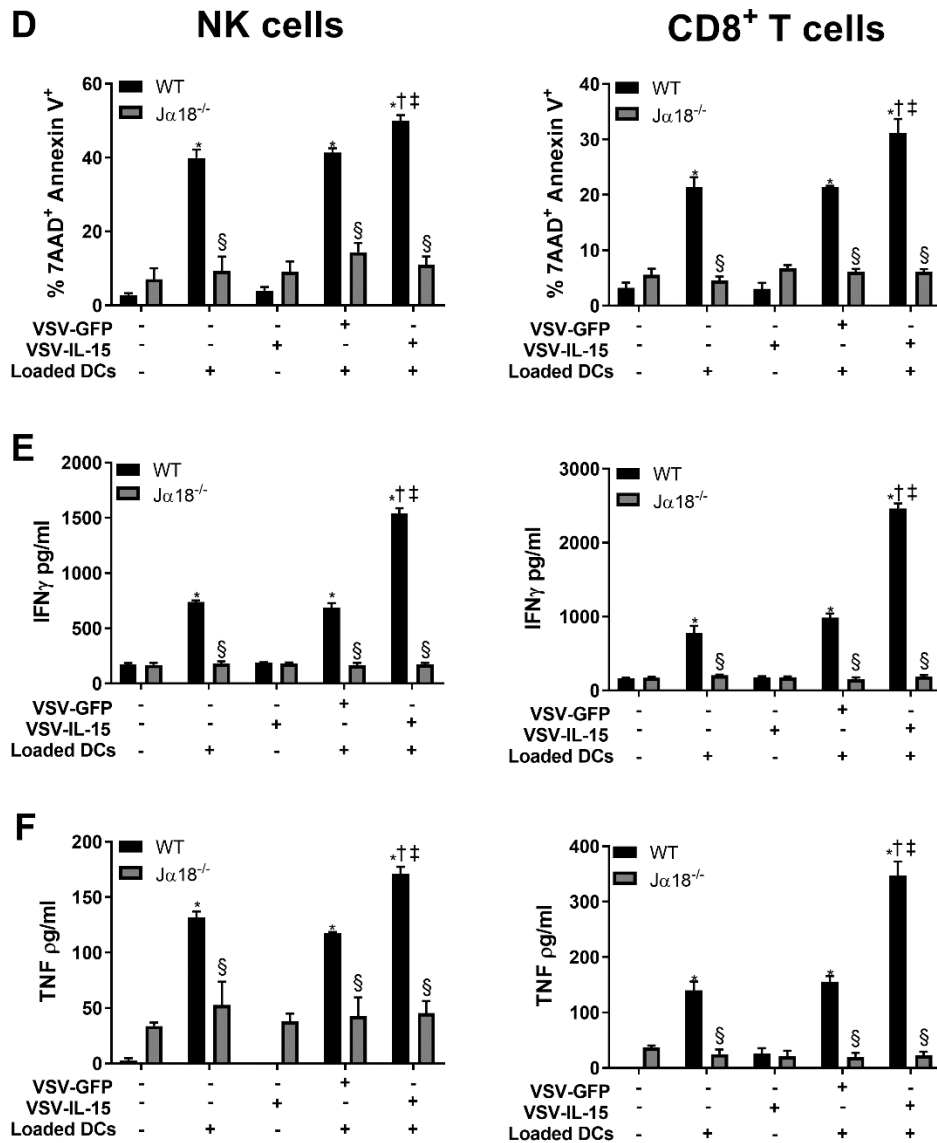 D NK cells CD8⁺ T cells
WT
Jα18⁻/⁻
% 7AAD⁺ Annexin V⁺
60
40
20
0
*
§
*
§
*†‡
§
VSV-GFP - - - + -
VSV-IL-15 - - + - +
Loaded DCs - + - + +
WT
Jα18⁻/⁻
% 7AAD⁺ Annexin V⁺
40
30
20
10
0
*
§
*
§
*†‡
§
VSV-GFP - - - + -
VSV-IL-15 - - + - +
Loaded DCs - + - + +
E
WT
Jα18⁻/⁻
IFNγ pg/ml
2000
1500
1000
500
0
*
§
*
§
*†‡
§
VSV-GFP - - - + -
VSV-IL-15 - - + - +
Loaded DCs - + - + +
WT
Jα18⁻/⁻
IFNγ pg/ml
3000
2000
1000
0
*
§
*
§
*†‡
§
VSV-GFP - - - + -
VSV-IL-15 - - + - +
Loaded DCs - + - + +
F
WT
Jα18⁻/⁻
TNF ρg/ml
200
150
100
50
0
*
§
*
§
*†‡
§
VSV-GFP - - - + -
VSV-IL-15 - - + - +
Loaded DCs - + - + +
WT
Jα18⁻/⁻
TNF ρg/ml
400
300
200
100
0
*
§
*
§
*†‡
§
VSV-GFP - - - + -
VSV-IL-15 - - + - +
Loaded DCs - + - + +